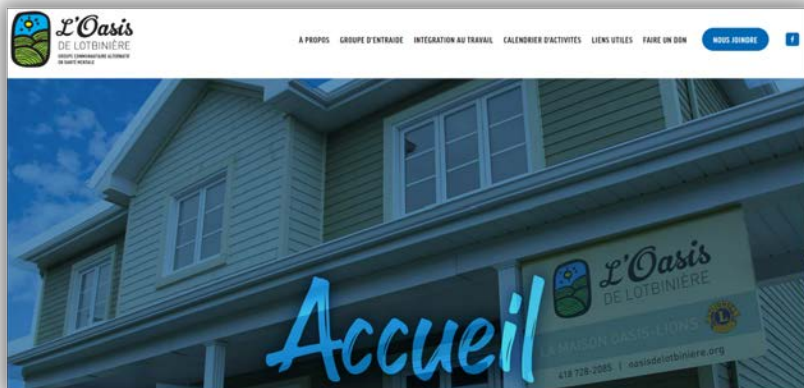 L'Oasis
DE LOTBINIÈRE
GROUPE COMMUNAUTAIRE ALTERNATIF
EN SANTÉ MENTALE
À PROPOS GROUPE D'ENTRAIDE INTÉGRATION AU TRAVAIL CALENDRIER D'ACTIVITÉS LIENS UTILES FAIRE UN DON NOUS JOINDRE f
L'Oasis
DE LOTBINIÈRE
LA MAISON OASIS-LIONS
418 728-2085 | oasisdelotbiniere.org
Accueil